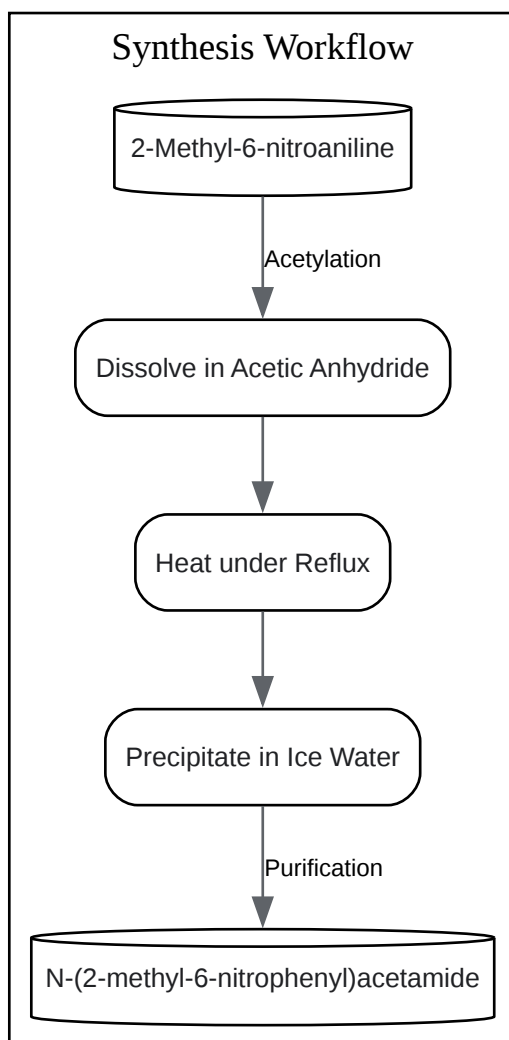 Synthesis Workflow
2-Methyl-6-nitroaniline
Acetylation
Dissolve in Acetic Anhydride
Heat under Reflux
Precipitate in Ice Water
Purification
N-(2-methyl-6-nitrophenyl)acetamide